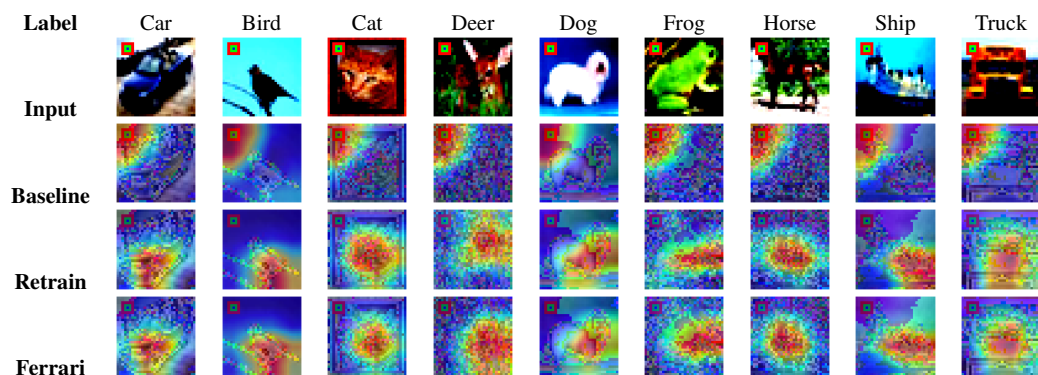 Label Car Bird Cat Deer Dog Frog Horse Ship Truck
Input
Baseline
Retrain
Ferrari